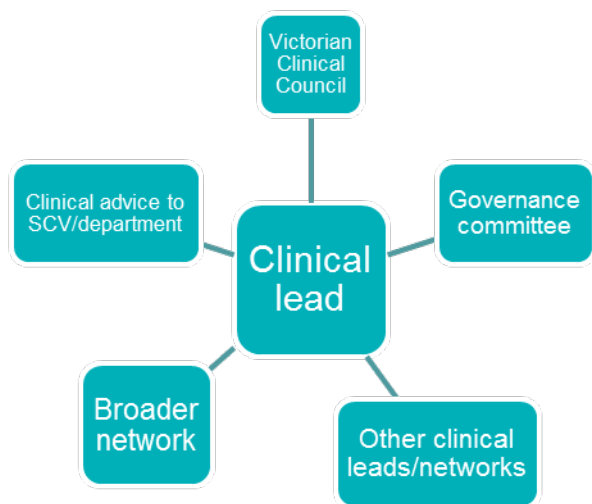 Victorian
Clinical
Council
Clinical advice to
SCV/department
Governance
committee
Clinical
lead
Broader
network
Other clinical
leads/networks